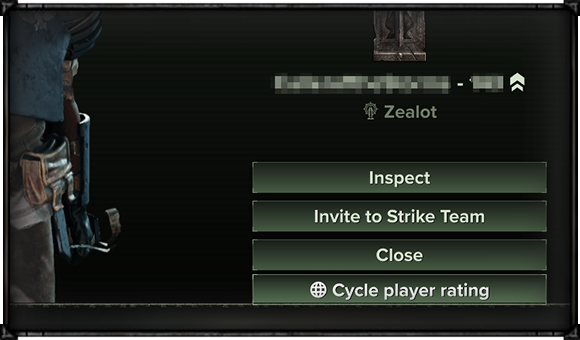 Zealot
Inspect
Invite to Strike Team
Close
Cycle player rating